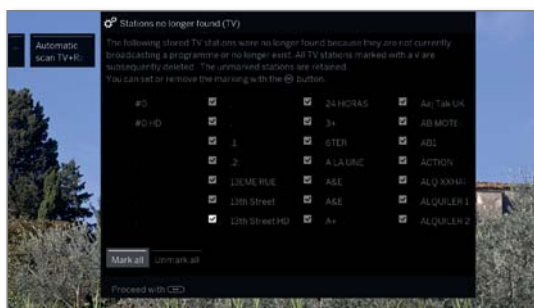 Stations no longer found (TV)
Automatic
scan TV+R
The following stored TV stations were no longer found because they are not currently
broadcasting a programme or no longer exist. All TV stations marked with a v are
subsequently deleted. The unmarked stations are retained.
You can set or remove the marking with the OK button.
#0 . 24 HORAS Aaj Tak UK
#0 HD . 3+ AB MOTE
.1 6TER AB1
.2 A LA UNE ACTION
13EME RUE A&E
13th Street A&E ALQUILER 1
13th Street HD A+ ALQUILER 2
Mark all Unmark all
Proceed with